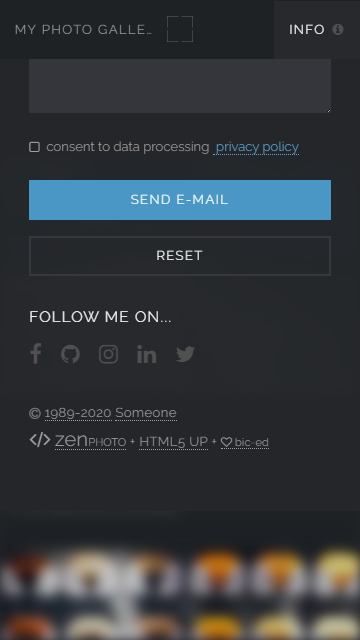 MY PHOTO GALLE…
INFO
consent to data processing privacy policy
SEND E-MAIL
RESET
FOLLOW ME ON...
© 1989-2020 Someone
zenPHOTO + HTML5 UP + bic-ed